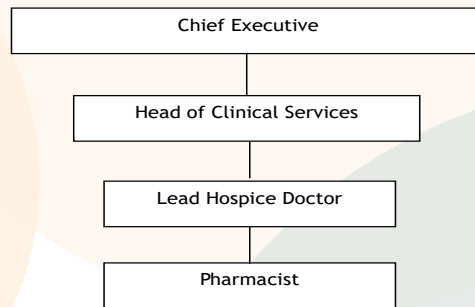 Chief Executive
Head of Clinical Services
Lead Hospice Doctor
Pharmacist